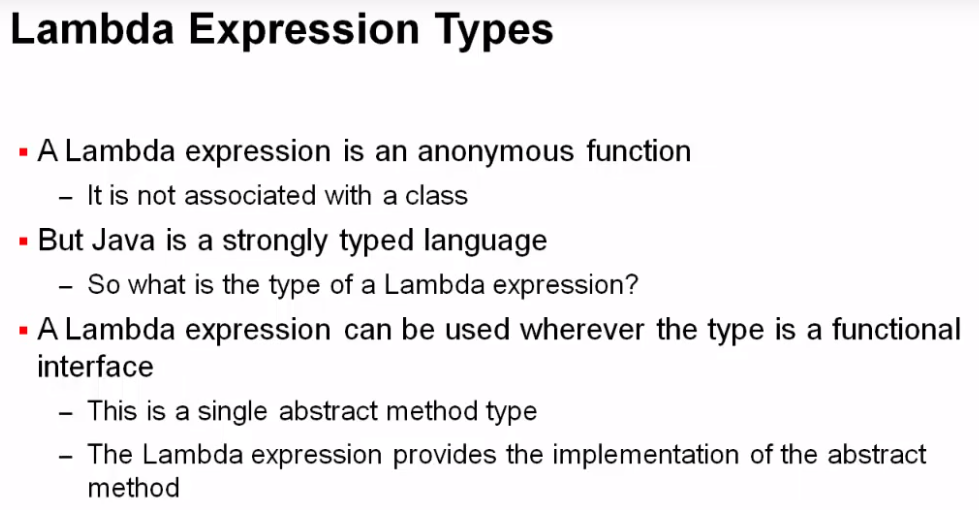 Lambda Expression Types
▪ A Lambda expression is an anonymous function
– It is not associated with a class
▪ But Java is a strongly typed language
– So what is the type of a Lambda expression?
▪ A Lambda expression can be used wherever the type is a functional
interface
– This is a single abstract method type
– The Lambda expression provides the implementation of the abstract
method